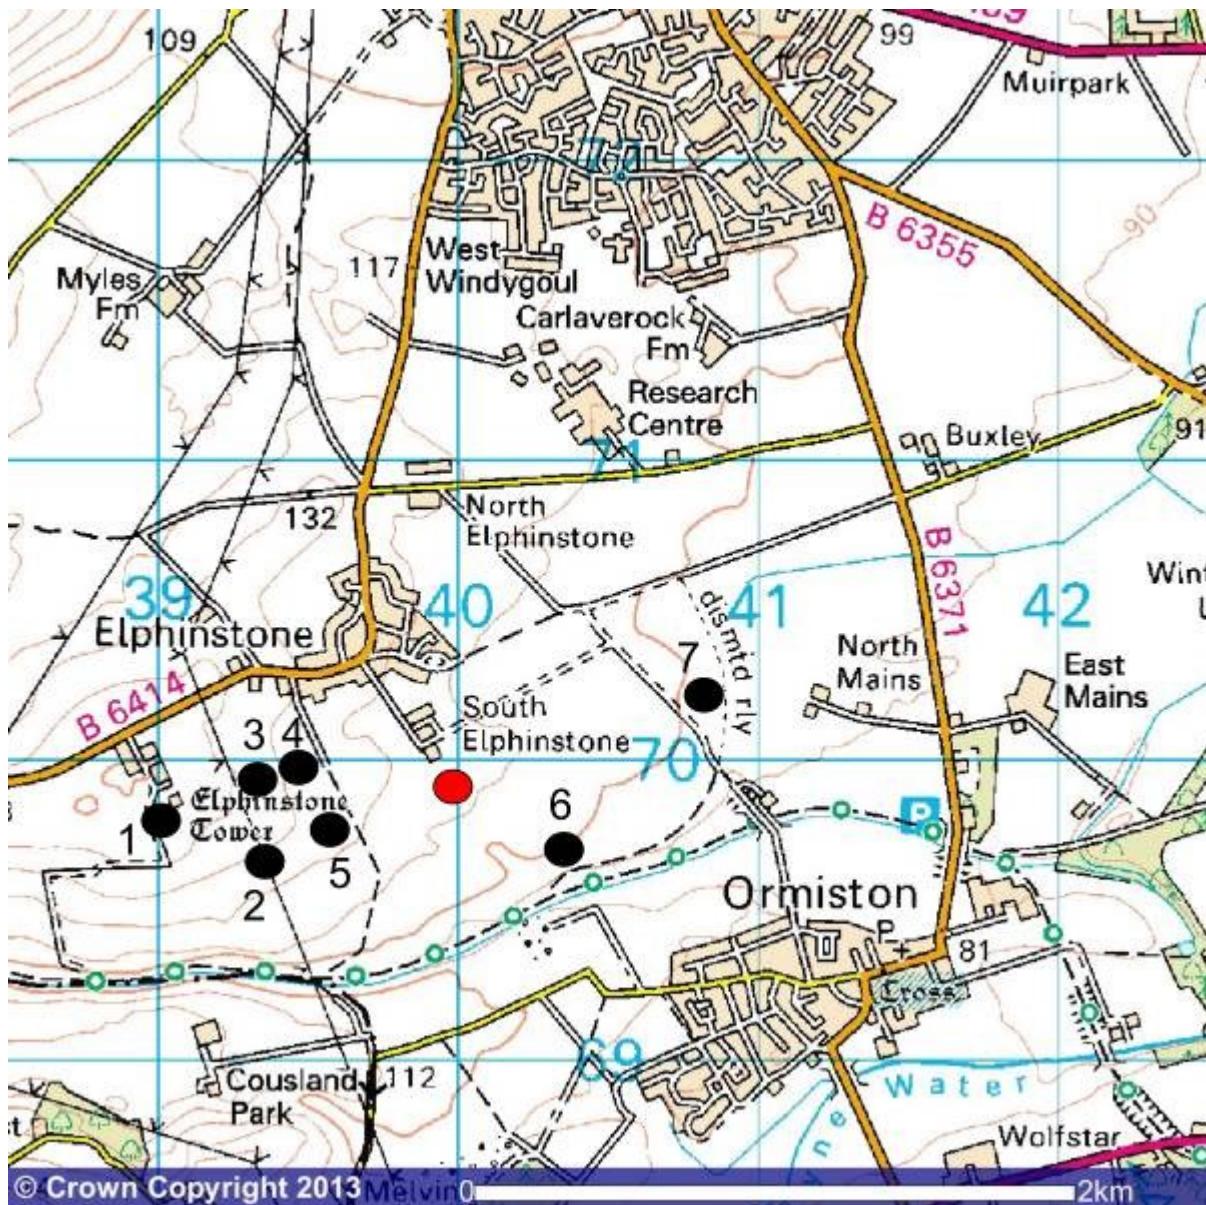 109
99
Muirpark
77
B 6355
90
West
Windygoul
117
Myles
Fm
Carlaverock
Fm
Research
Centre
Buxley
91
71
North
Elphinstone
132
B 6371
39
40
41
42
Elphinstone
dismtd rly
North
Mains
East
Mains
7
B 6414
South
Elphinstone
3
4
70
Elphinstone
Tower
1
6
P
5
2
Ormiston
P
81
Cross
69
Cousland
Park
112
Water
yne
Wolfstar
© Crown Copyright 2013
Melvin
0
2km